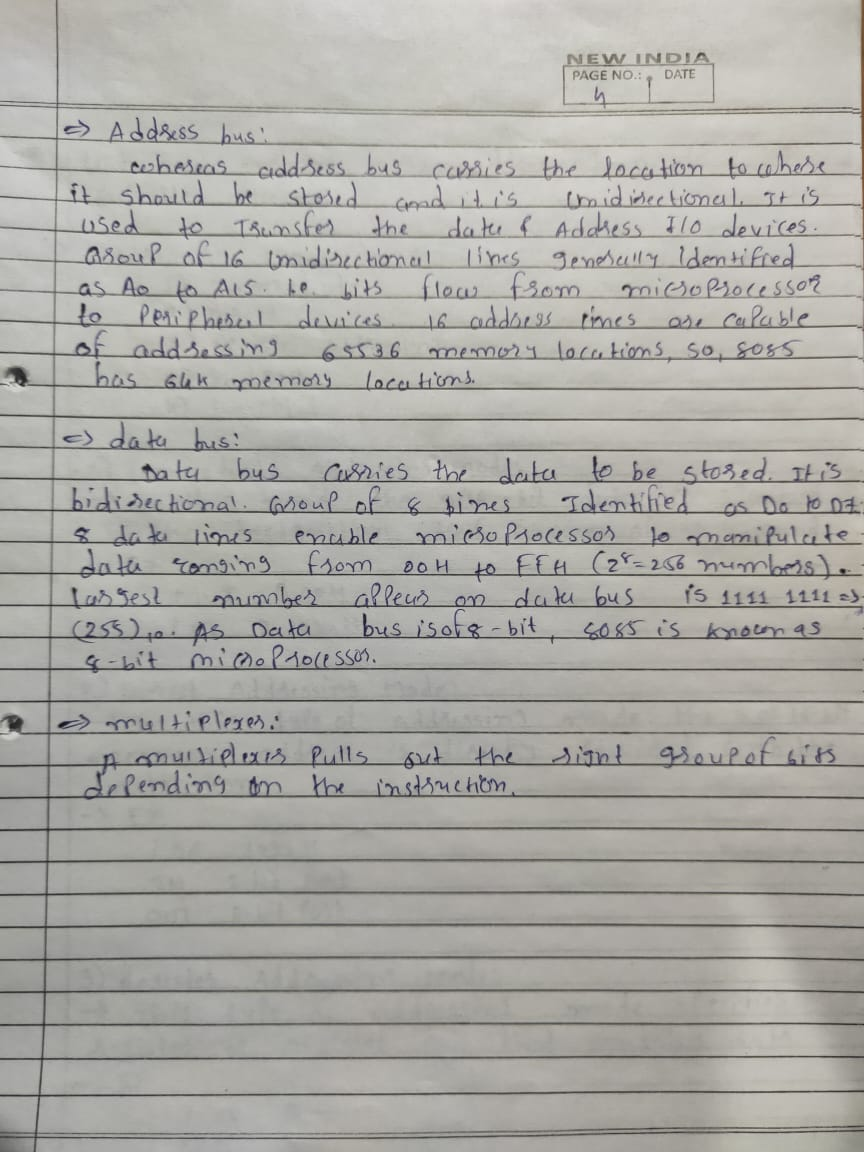 NEW INDIA
PAGE NO.: DATE
4
⇒ Address bus:
whereas address bus carries the location to where
it should be stored and it is Unidirectional. It is
used to Transfer the data & Address I/O devices.
Group of 16 Unidirectional lines generally Identified
as A0 to A15. i.e. bits flow from microprocessor
to Peripheral devices. 16 address lines are capable
of addressing 65536 memory locations, so, 8085
has 64K memory locations.
⇒ data bus:
Data bus carries the data to be stored. It is
bidirectional. Group of 8 lines Identified as D0 to D7.
8 data lines enable microprocessor to manipulate
data ranging from 00H to FFH (2⁸=256 numbers).
largest number appear on data bus is 1111 1111 =>
(255)₁₀. As Data bus is of 8-bit, 8085 is known as
8-bit microprocessor.
⇒ multiplexer:
A multiplexers Pulls out the right group of bits
depending on the instruction.